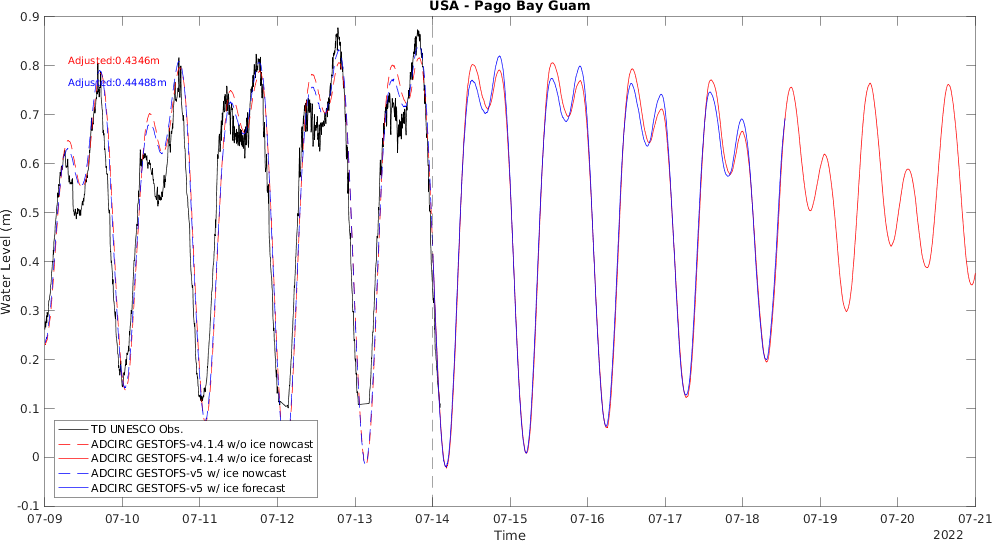 USA - Pago Bay Guam
0.9
0.8
0.7
0.6
0.5
0.4
0.3
0.2
0.1
0
-0.1
Water Level (m)
Adjusted:0.4346m
Adjusted:0.44488m
TD UNESCO Obs.
ADCIRC GESTOFS-v4.1.4 w/o ice nowcast
ADCIRC GESTOFS-v4.1.4 w/o ice forecast
ADCIRC GESTOFS-v5 w/ ice nowcast
ADCIRC GESTOFS-v5 w/ ice forecast
07-09 07-10 07-11 07-12 07-13 07-14 07-15 07-16 07-17 07-18 07-19 07-20 07-21
Time
2022